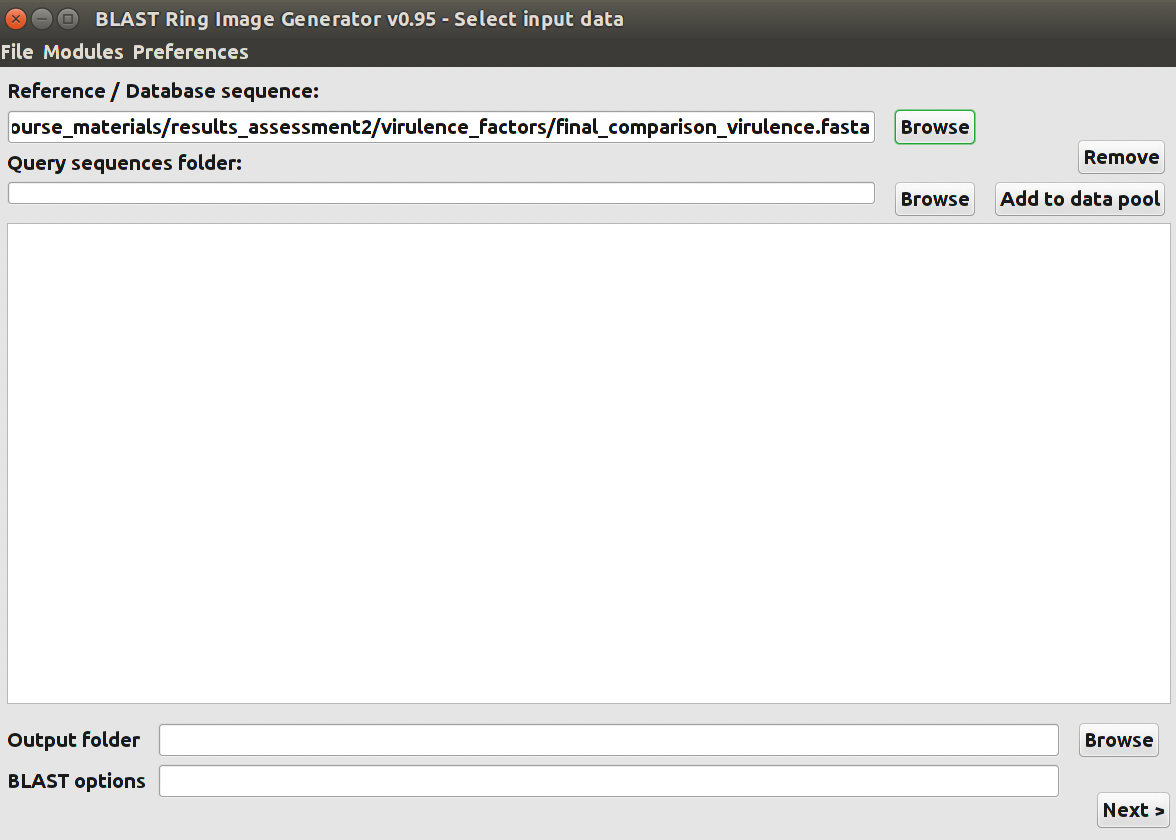 BLAST Ring Image Generator v0.95 - Select input data
File Modules Preferences
Reference / Database sequence:
ourse_materials/results_assessment2/virulence_factors/final_comparison_virulence.fasta Browse
Query sequences folder:
Remove
Browse Add to data pool
Output folder Browse
BLAST options
Next >